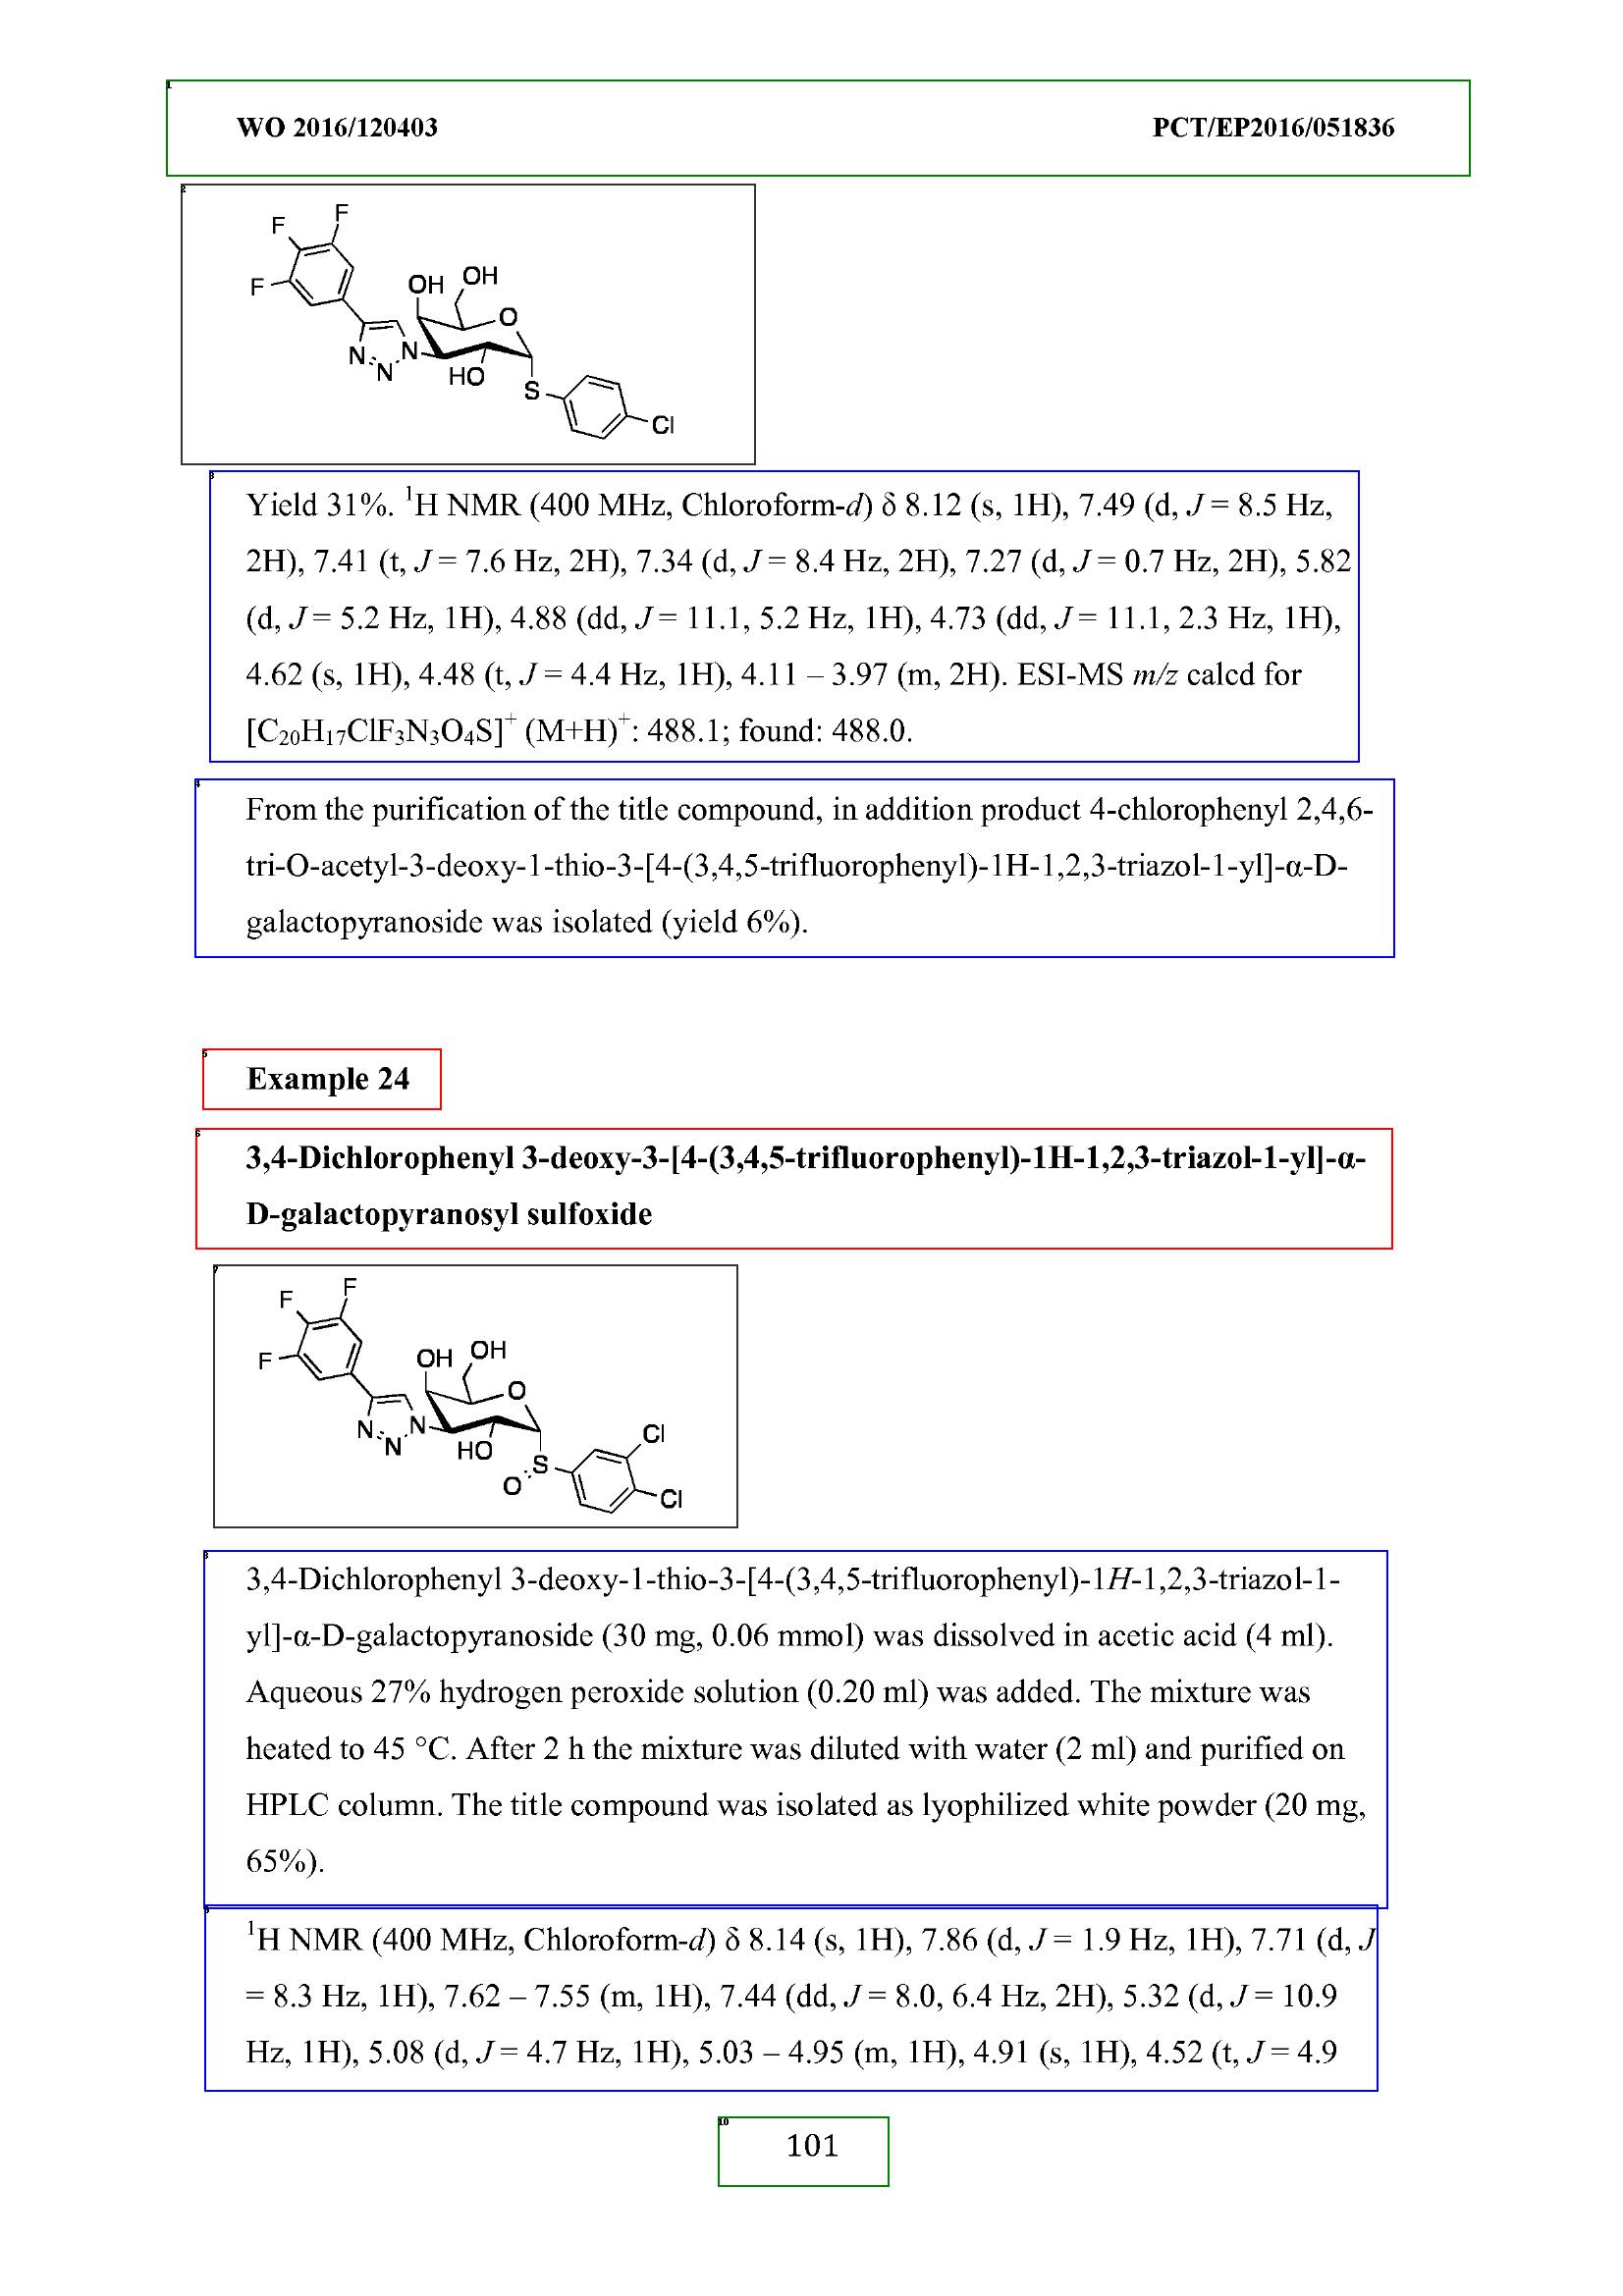 WO 2016/120403 PCT/EP2016/051836
F
F
F
OH
OH
O
N
N
N
HO
S
Cl
Yield 31%. ¹H NMR (400 MHz, Chloroform-d) δ 8.12 (s, 1H), 7.49 (d, J = 8.5 Hz,
2H), 7.41 (t, J = 7.6 Hz, 2H), 7.34 (d, J = 8.4 Hz, 2H), 7.27 (d, J = 0.7 Hz, 2H), 5.82
(d, J = 5.2 Hz, 1H), 4.88 (dd, J = 11.1, 5.2 Hz, 1H), 4.73 (dd, J = 11.1, 2.3 Hz, 1H),
4.62 (s, 1H), 4.48 (t, J = 4.4 Hz, 1H), 4.11 – 3.97 (m, 2H). ESI-MS m/z calcd for
[C₂₀H₁₇ClF₃N₃O₄S]⁺ (M+H)⁺: 488.1; found: 488.0.
From the purification of the title compound, in addition product 4-chlorophenyl 2,4,6-
tri-O-acetyl-3-deoxy-1-thio-3-[4-(3,4,5-trifluorophenyl)-1H-1,2,3-triazol-1-yl]-α-D-
galactopyranoside was isolated (yield 6%).
Example 24
3,4-Dichlorophenyl 3-deoxy-3-[4-(3,4,5-trifluorophenyl)-1H-1,2,3-triazol-1-yl]-α-
D-galactopyranosyl sulfoxide
F
F
F
OH
OH
O
N
N
N
HO
S
O
Cl
Cl
3,4-Dichlorophenyl 3-deoxy-1-thio-3-[4-(3,4,5-trifluorophenyl)-1H-1,2,3-triazol-1-
yl]-α-D-galactopyranoside (30 mg, 0.06 mmol) was dissolved in acetic acid (4 ml).
Aqueous 27% hydrogen peroxide solution (0.20 ml) was added. The mixture was
heated to 45 °C. After 2 h the mixture was diluted with water (2 ml) and purified on
HPLC column. The title compound was isolated as lyophilized white powder (20 mg,
65%).
¹H NMR (400 MHz, Chloroform-d) δ 8.14 (s, 1H), 7.86 (d, J = 1.9 Hz, 1H), 7.71 (d, J
= 8.3 Hz, 1H), 7.62 – 7.55 (m, 1H), 7.44 (dd, J = 8.0, 6.4 Hz, 2H), 5.32 (d, J = 10.9
Hz, 1H), 5.08 (d, J = 4.7 Hz, 1H), 5.03 – 4.95 (m, 1H), 4.91 (s, 1H), 4.52 (t, J = 4.9
101